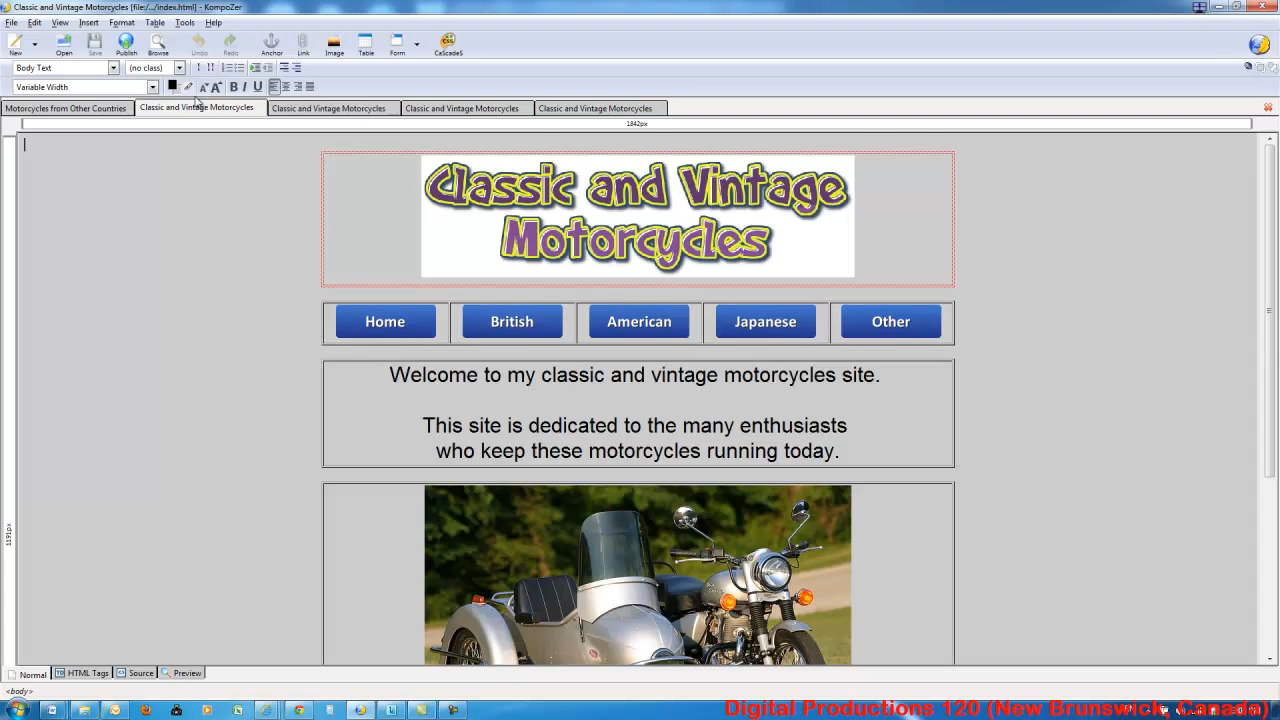 Classic and Vintage Motorcycles [file:/.../index.html] - KompoZer
File Edit View Insert Format Table Tools Help
New Open Save Publish Browse Undo Redo Anchor Link Image Table Form CaScadeS
Body Text (no class)
Variable Width B I U
Motorcycles from Other Countries Classic and Vintage Motorcycles Classic and Vintage Motorcycles Classic and Vintage Motorcycles Classic and Vintage Motorcycles
1842px
Classic and Vintage
Motorcycles
Home British American Japanese Other
Welcome to my classic and vintage motorcycles site.
This site is dedicated to the many enthusiasts
who keep these motorcycles running today.
1191px
Normal HTML Tags Source Preview
<body>
Digital Productions 120 (New Brunswick, Canada)